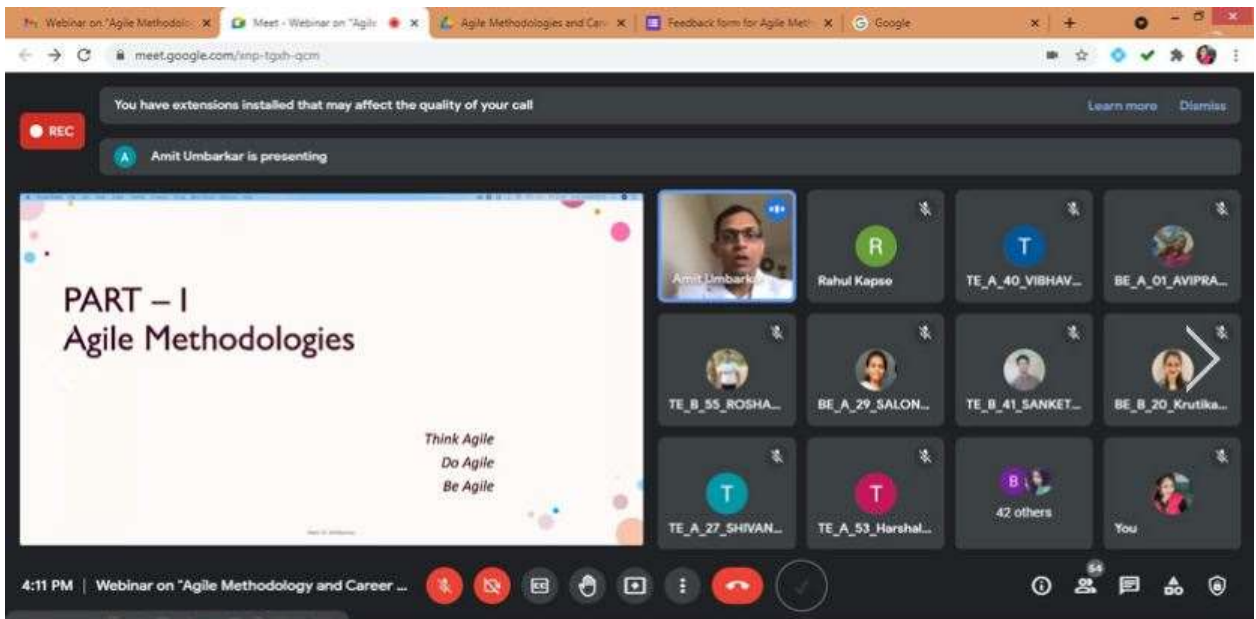 Webinar on "Agile Methodolo
Meet - Webinar on "Agile
Agile Methodologies and Care
Feedback form for Agile Meth
Google
meet.google.com/xnp-tgxh-qcm
You have extensions installed that may affect the quality of your call
Learn more
Dismiss
REC
A
Amit Umbarkar is presenting
PART – I
Agile Methodologies
Think Agile
Do Agile
Be Agile
Amit Umbarkar
R
Rahul Kapse
T
TE_A_40_VIBHAV...
BE_A_01_AVIPRA...
TE_B_55_ROSHA...
BE_A_29_SALON...
TE_B_41_SANKET...
BE_B_20_Krutika...
T
TE_A_27_SHIVAN...
T
TE_A_53_Harshal...
B
42 others
You
4:11 PM | Webinar on "Agile Methodology and Career ...
CC
54